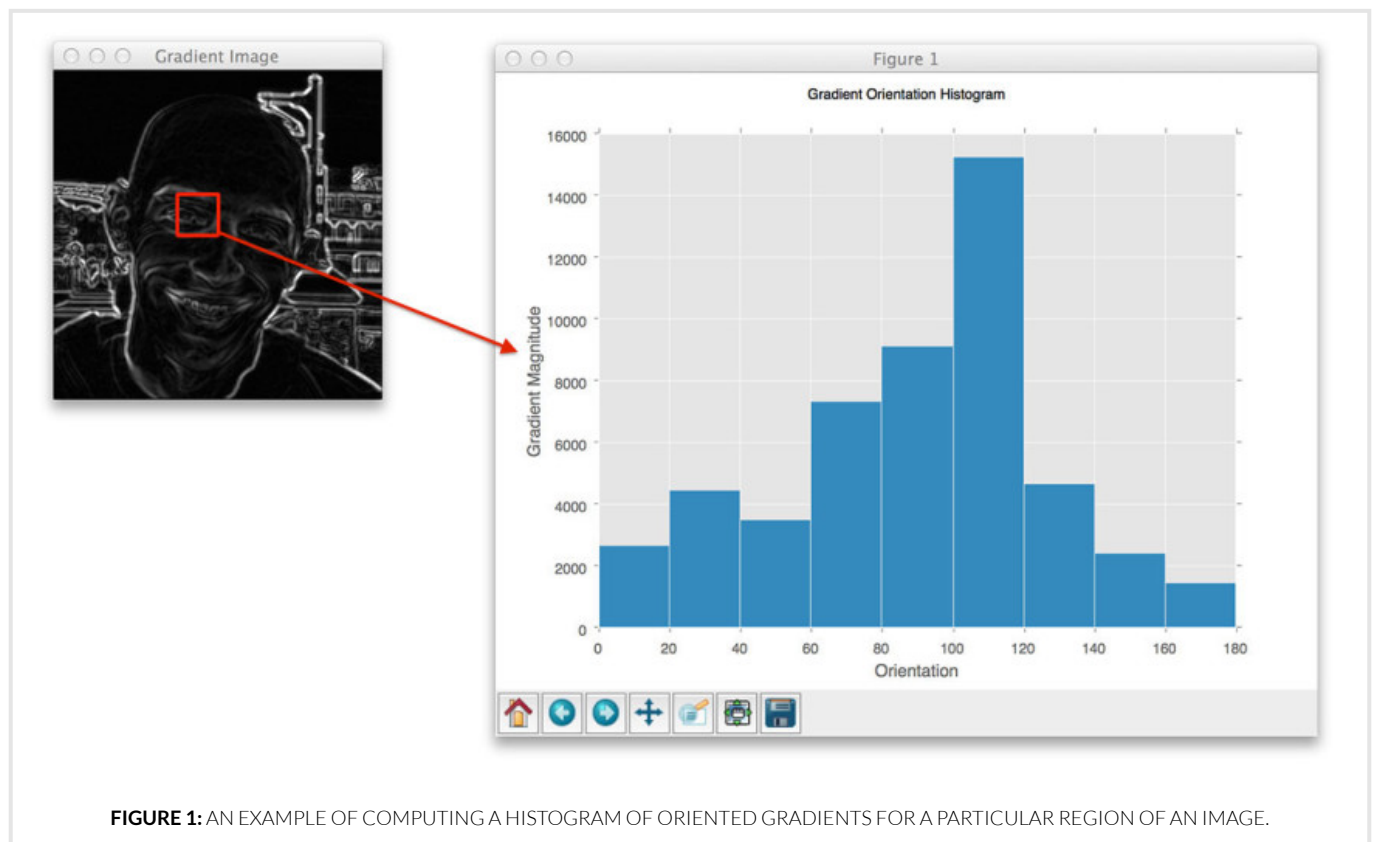 Gradient Image
Figure 1
Gradient Orientation Histogram
16000
14000
12000
10000
8000
6000
4000
2000
0
Gradient Magnitude
0 20 40 60 80 100 120 140 160 180
Orientation
FIGURE 1: AN EXAMPLE OF COMPUTING A HISTOGRAM OF ORIENTED GRADIENTS FOR A PARTICULAR REGION OF AN IMAGE.